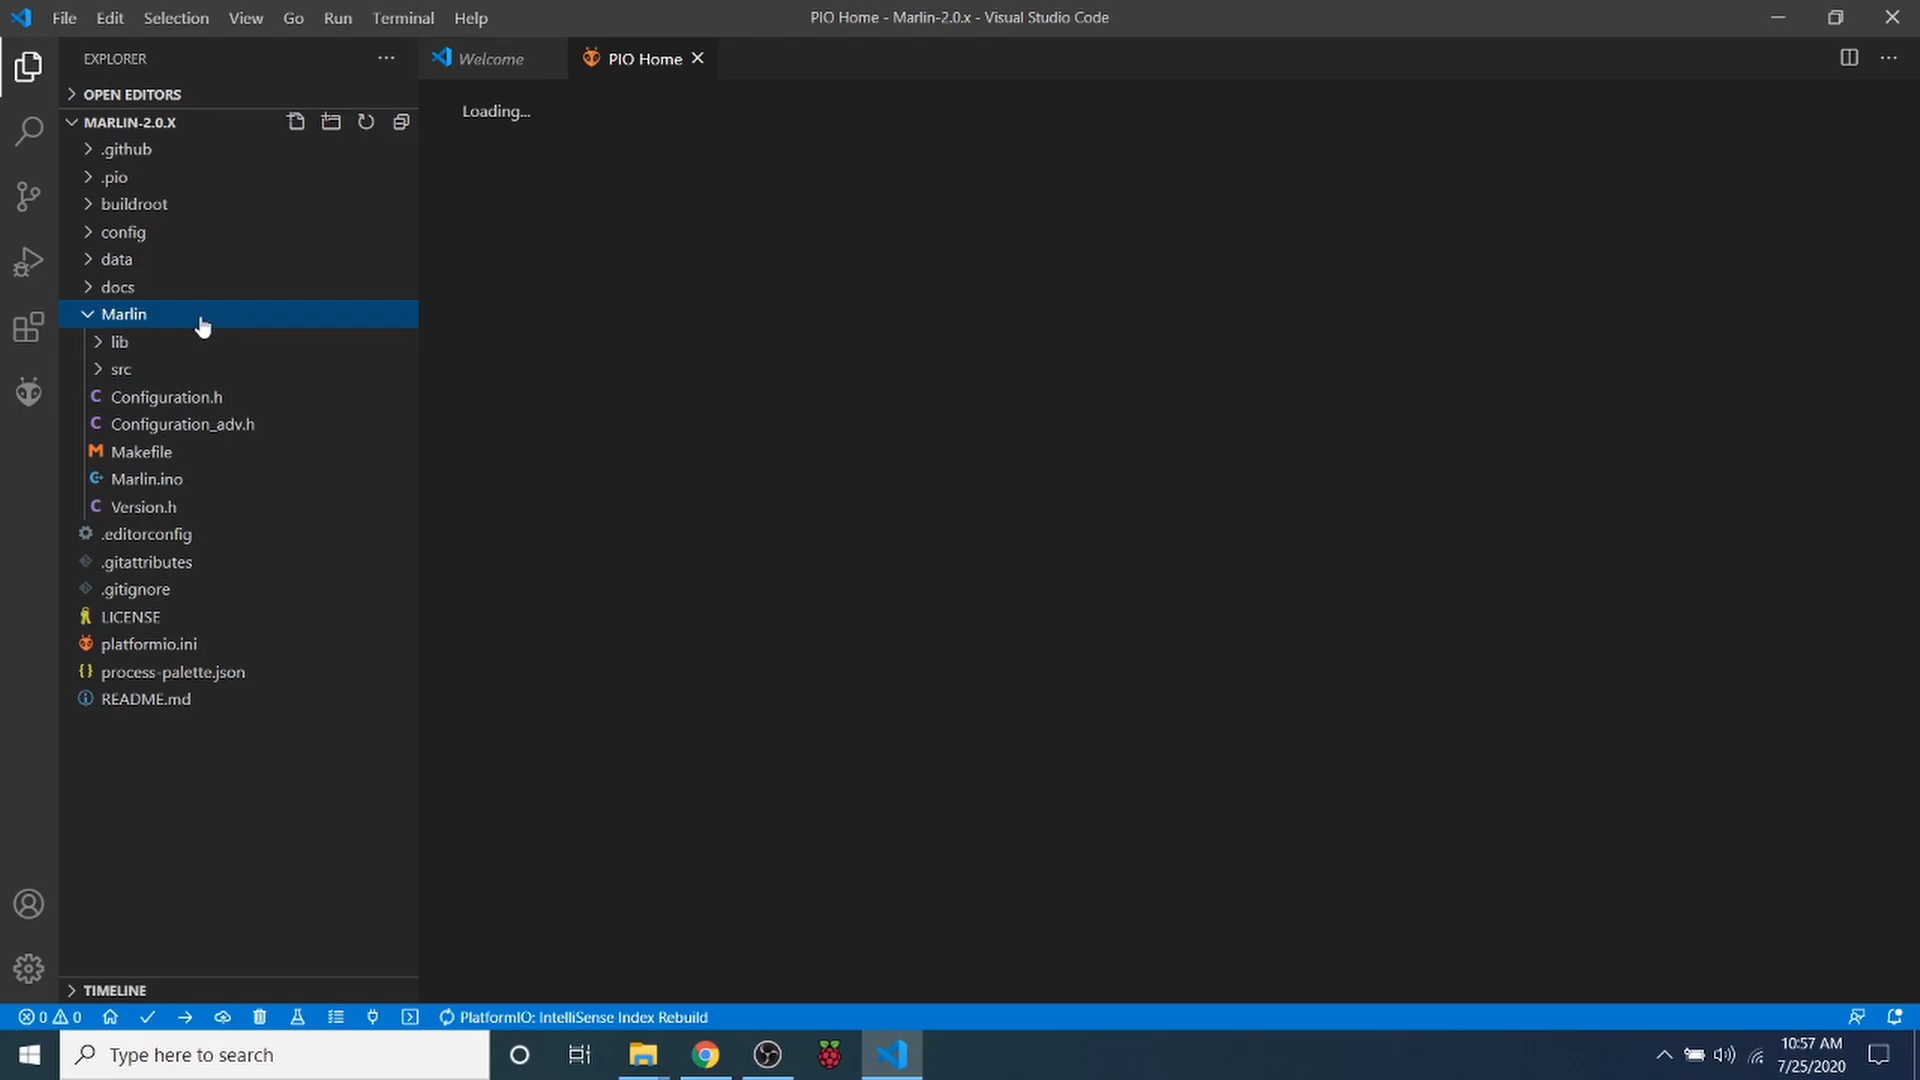 File Edit Selection View Go Run Terminal Help
PIO Home - Marlin-2.0.x - Visual Studio Code
EXPLORER
Welcome
PIO Home
OPEN EDITORS
Loading...
MARLIN-2.0.X
.github
.pio
buildroot
config
data
docs
Marlin
lib
src
C Configuration.h
C Configuration_adv.h
M Makefile
Marlin.ino
C Version.h
.editorconfig
.gitattributes
.gitignore
LICENSE
platformio.ini
{} process-palette.json
README.md
TIMELINE
0 0 PlatformIO: IntelliSense Index Rebuild
Type here to search
10:57 AM
7/25/2020